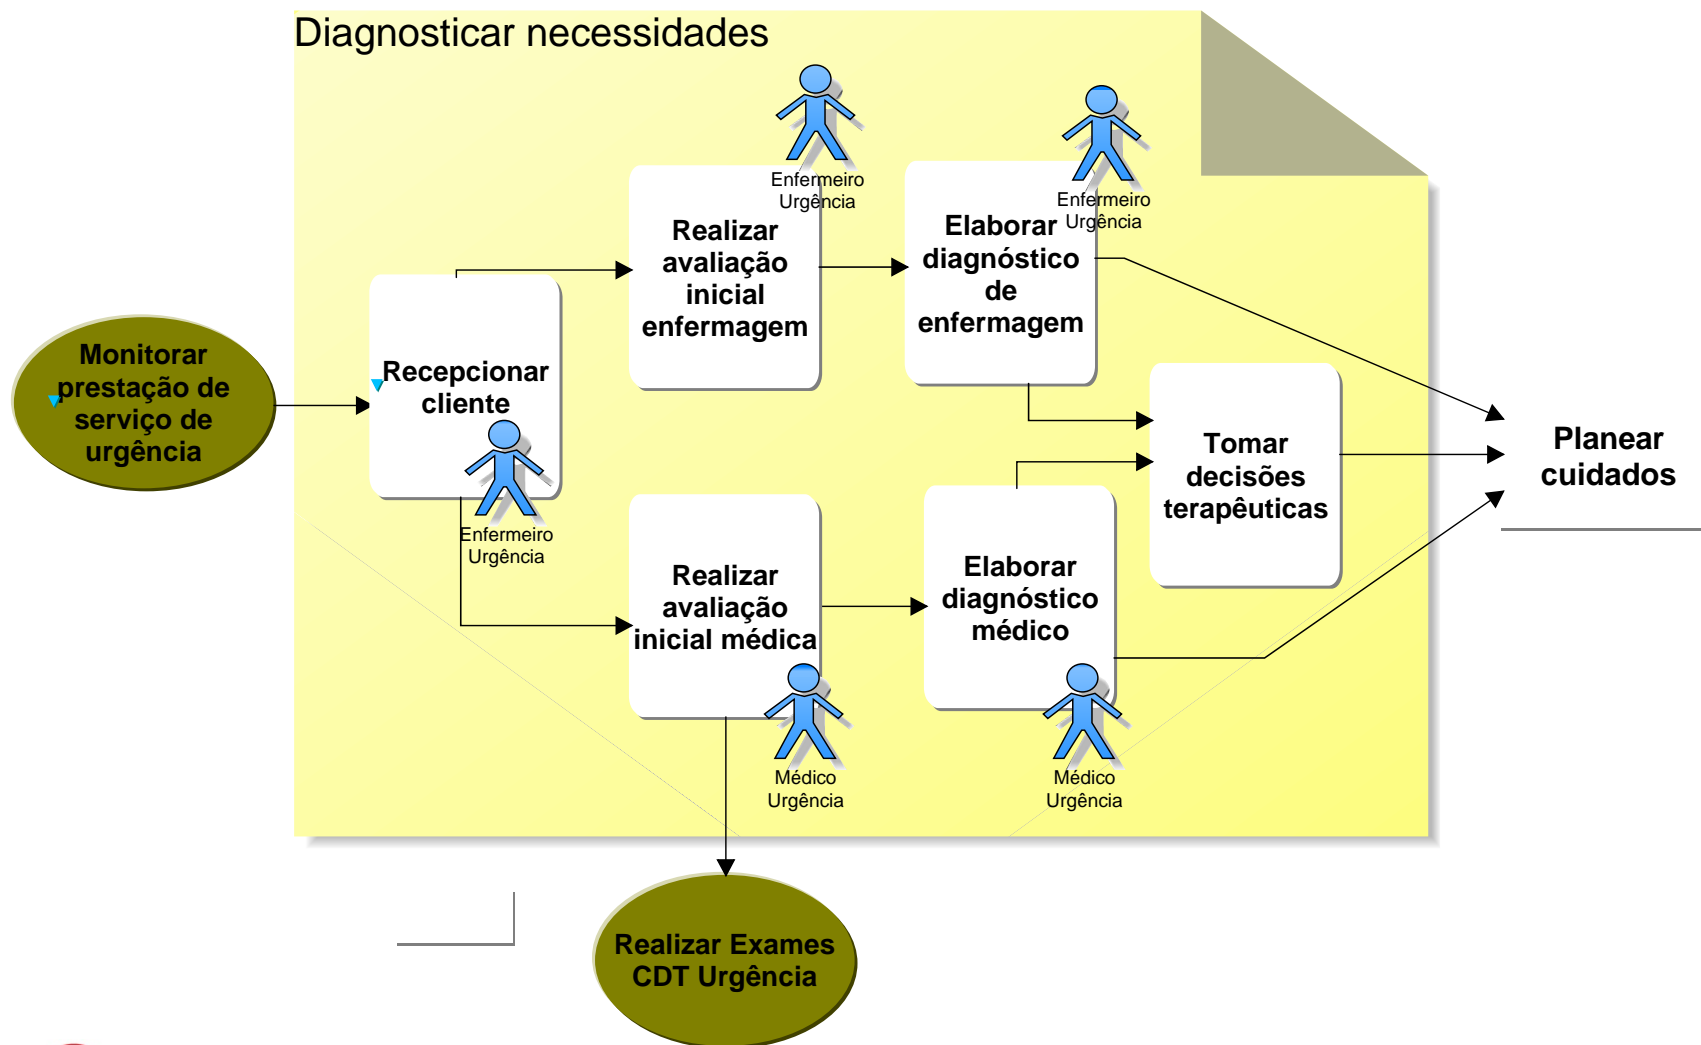 Diagnosticar necessidades
Enfermeiro
Urgência
Enfermeiro
Urgência
Realizar
avaliação
inicial
enfermagem
Elaborar
diagnóstico
de
enfermagem
Monitorar
prestação de
serviço de
urgência
Recepcionar
cliente
Enfermeiro
Urgência
Tomar
decisões
terapêuticas
Planear
cuidados
Realizar
avaliação
inicial médica
Elaborar
diagnóstico
médico
Médico
Urgência
Médico
Urgência
Realizar Exames
CDT Urgência